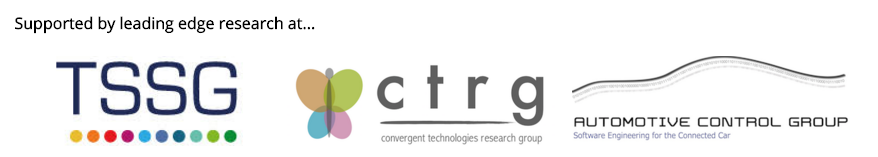 Supported by leading edge research at...
TSSG
ctrg
convergent technologies research group
AUTOMOTIVE CONTROL GROUP
Software Engineering for the Connected Car